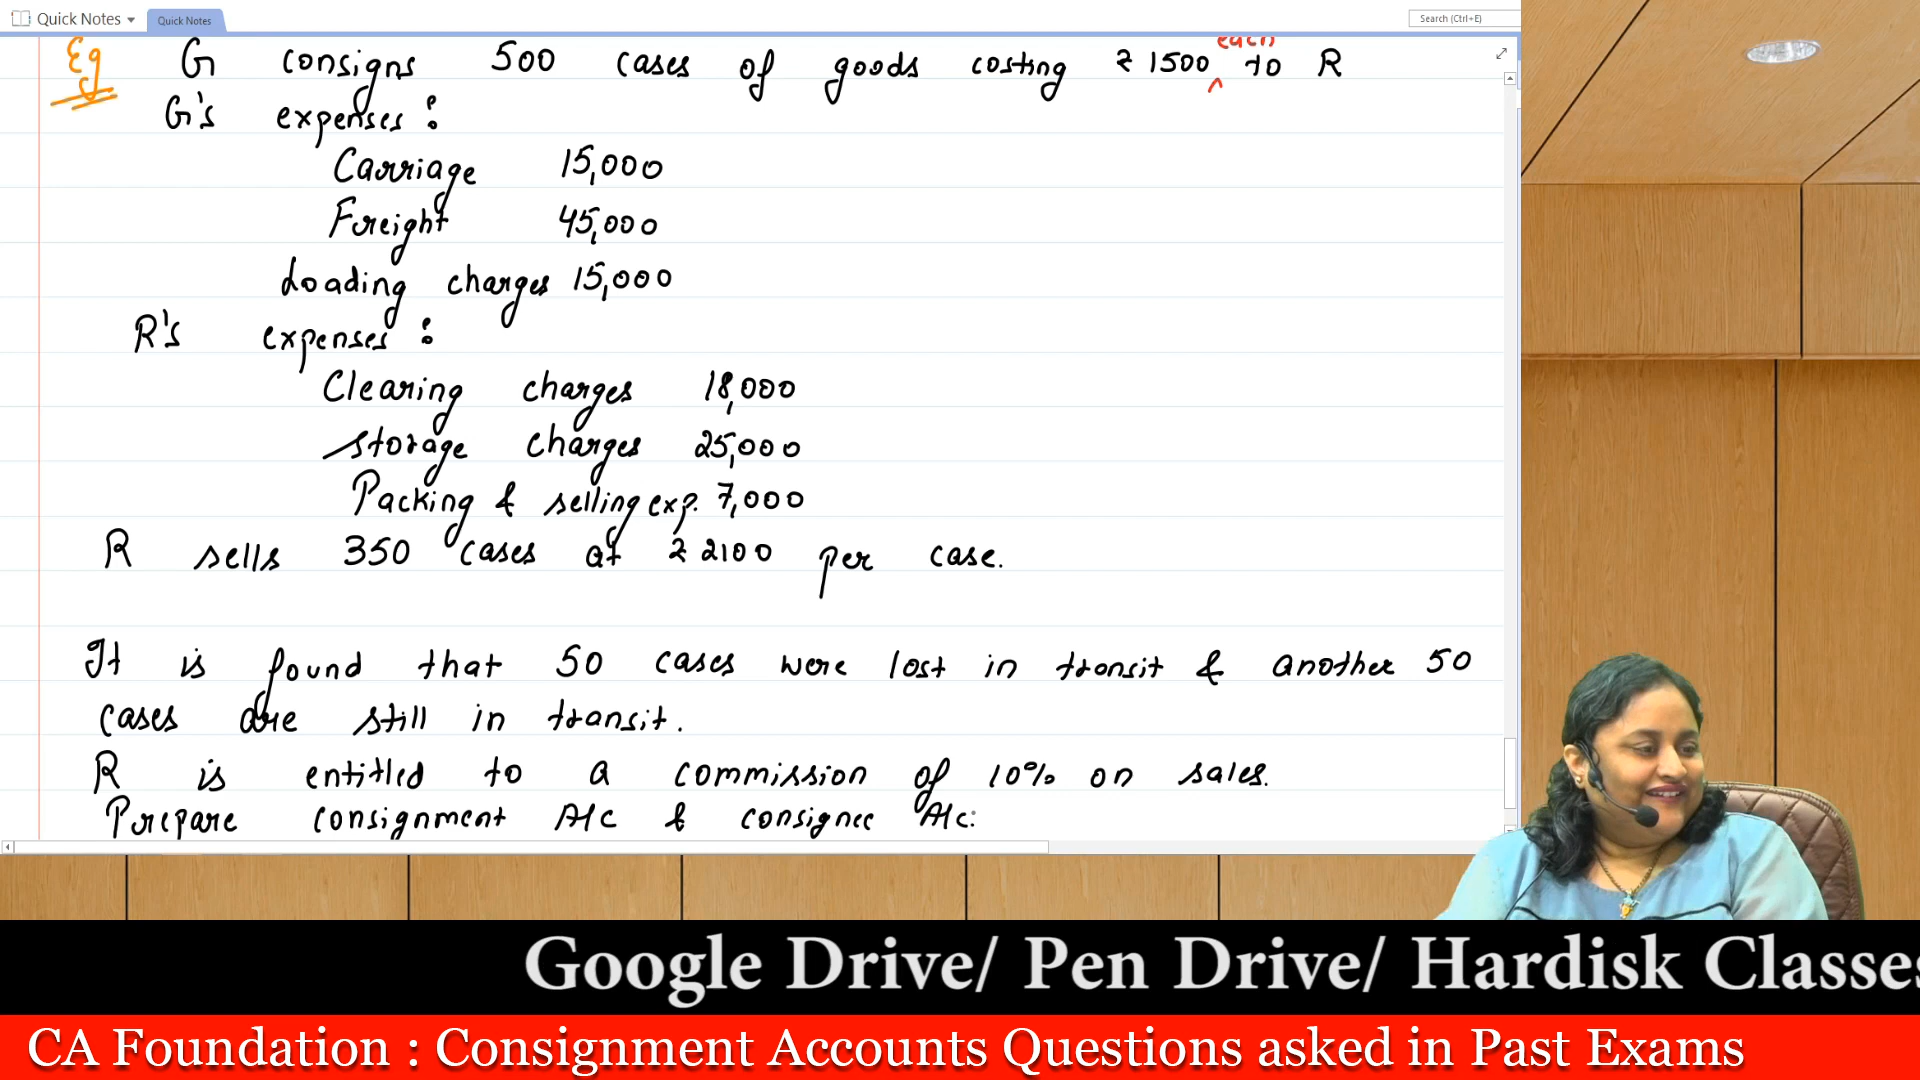 Quick Notes
Quick Notes
Search (Ctrl+E)
Eg G consigns 500 cases of goods costing ₹ 1500 each to R
G's expenses :
Carriage 15,000
Freight 45,000
Loading charges 15,000
R's expenses :
Clearing charges 18,000
Storage charges 25,000
Packing & selling exp. 7,000
R sells 350 cases at ₹ 2100 per case.
It is found that 50 cases were lost in transit & another 50
cases are still in transit.
R is entitled to a commission of 10% on sales.
Prepare consignment A/c & consignee A/c.
Google Drive/ Pen Drive/ Hardisk Classes
CA Foundation : Consignment Accounts Questions asked in Past Exams